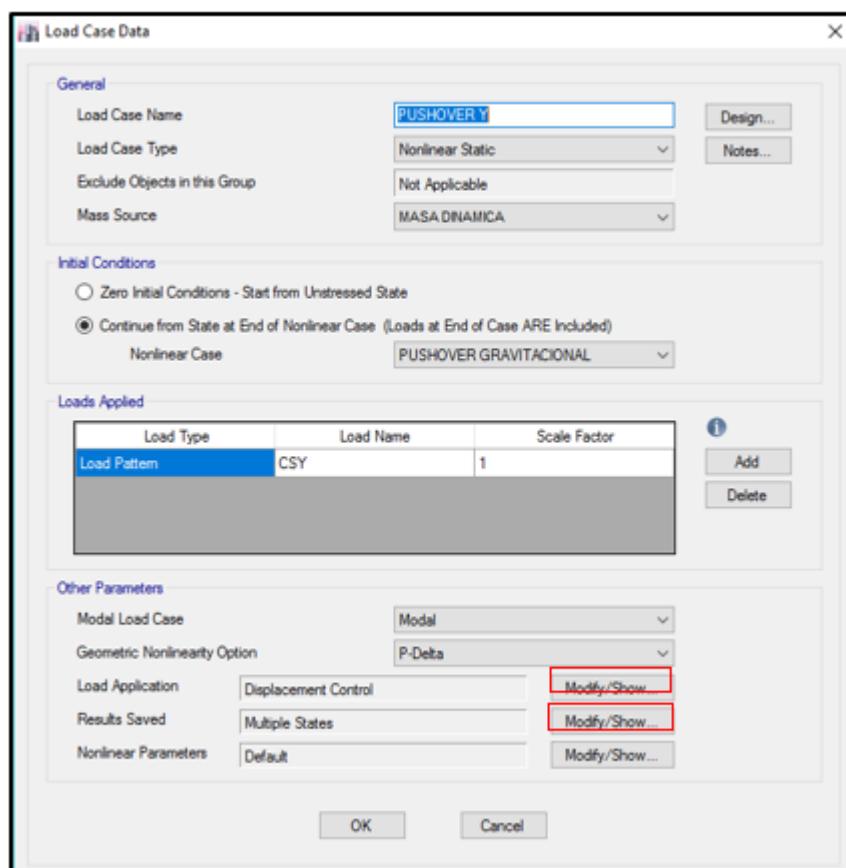 Load Case Data
General
Load Case Name PUSHOVER Y Design...
Load Case Type Nonlinear Static Notes...
Exclude Objects in this Group Not Applicable
Mass Source MASA DINAMICA
Initial Conditions
Zero Initial Conditions - Start from Unstressed State
Continue from State at End of Nonlinear Case (Loads at End of Case ARE Included)
Nonlinear Case PUSHOVER GRAVITACIONAL
Loads Applied
Load Type Load Name Scale Factor
Load Pattern CSY 1
Add
Delete
Other Parameters
Modal Load Case Modal
Geometric Nonlinearity Option P-Delta
Load Application Displacement Control Modify/Show...
Results Saved Multiple States Modify/Show...
Nonlinear Parameters Default Modify/Show...
OK Cancel